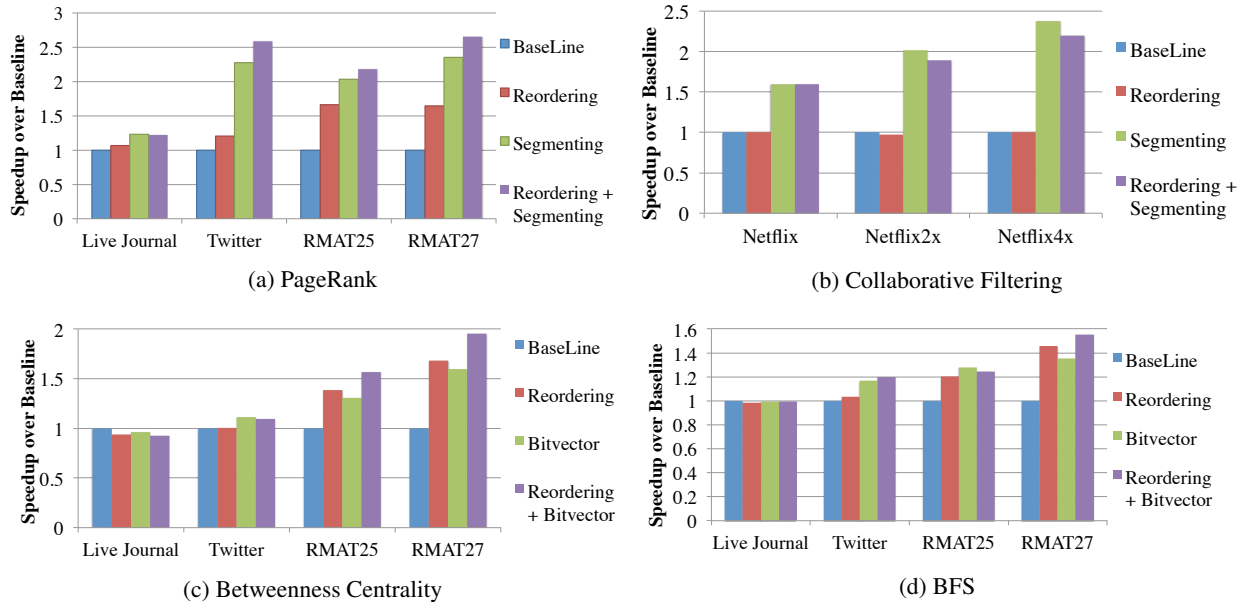 Speedup over Baseline
3
2.5
2
1.5
1
0.5
0
Live Journal Twitter RMAT25 RMAT27
BaseLine
Reordering
Segmenting
Reordering +
Segmenting
(a) PageRank
Speedup over Baseline
2.5
2
1.5
1
0.5
0
Netflix Netflix2x Netflix4x
BaseLine
Reordering
Segmenting
Reordering +
Segmenting
(b) Collaborative Filtering
Speedup over Baseline
2
1.5
1
0.5
0
Live Journal Twitter RMAT25 RMAT27
BaseLine
Reordering
Bitvector
Reordering
+ Bitvector
(c) Betweenness Centrality
Speedup over Baseline
1.6
1.4
1.2
1
0.8
0.6
0.4
0.2
0
Live Journal Twitter RMAT25 RMAT27
BaseLine
Reordering
Bitvector
Reordering
+ Bitvector
(d) BFS